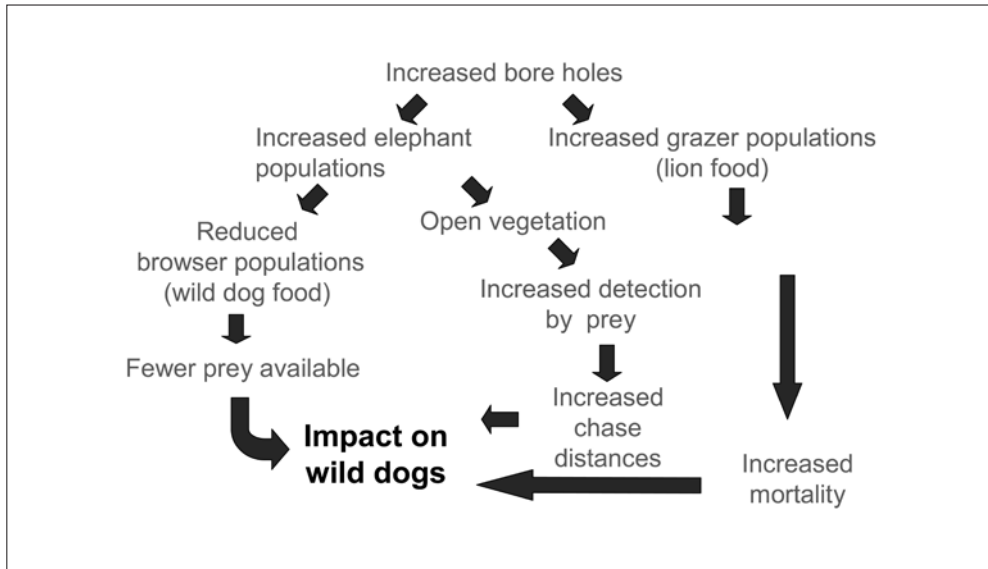 Increased bore holes
Increased elephant
populations
Increased grazer populations
(lion food)
Open vegetation
Reduced
browser populations
(wild dog food)
Increased detection
by prey
Fewer prey available
Increased
chase
distances
Impact on
wild dogs
Increased
mortality